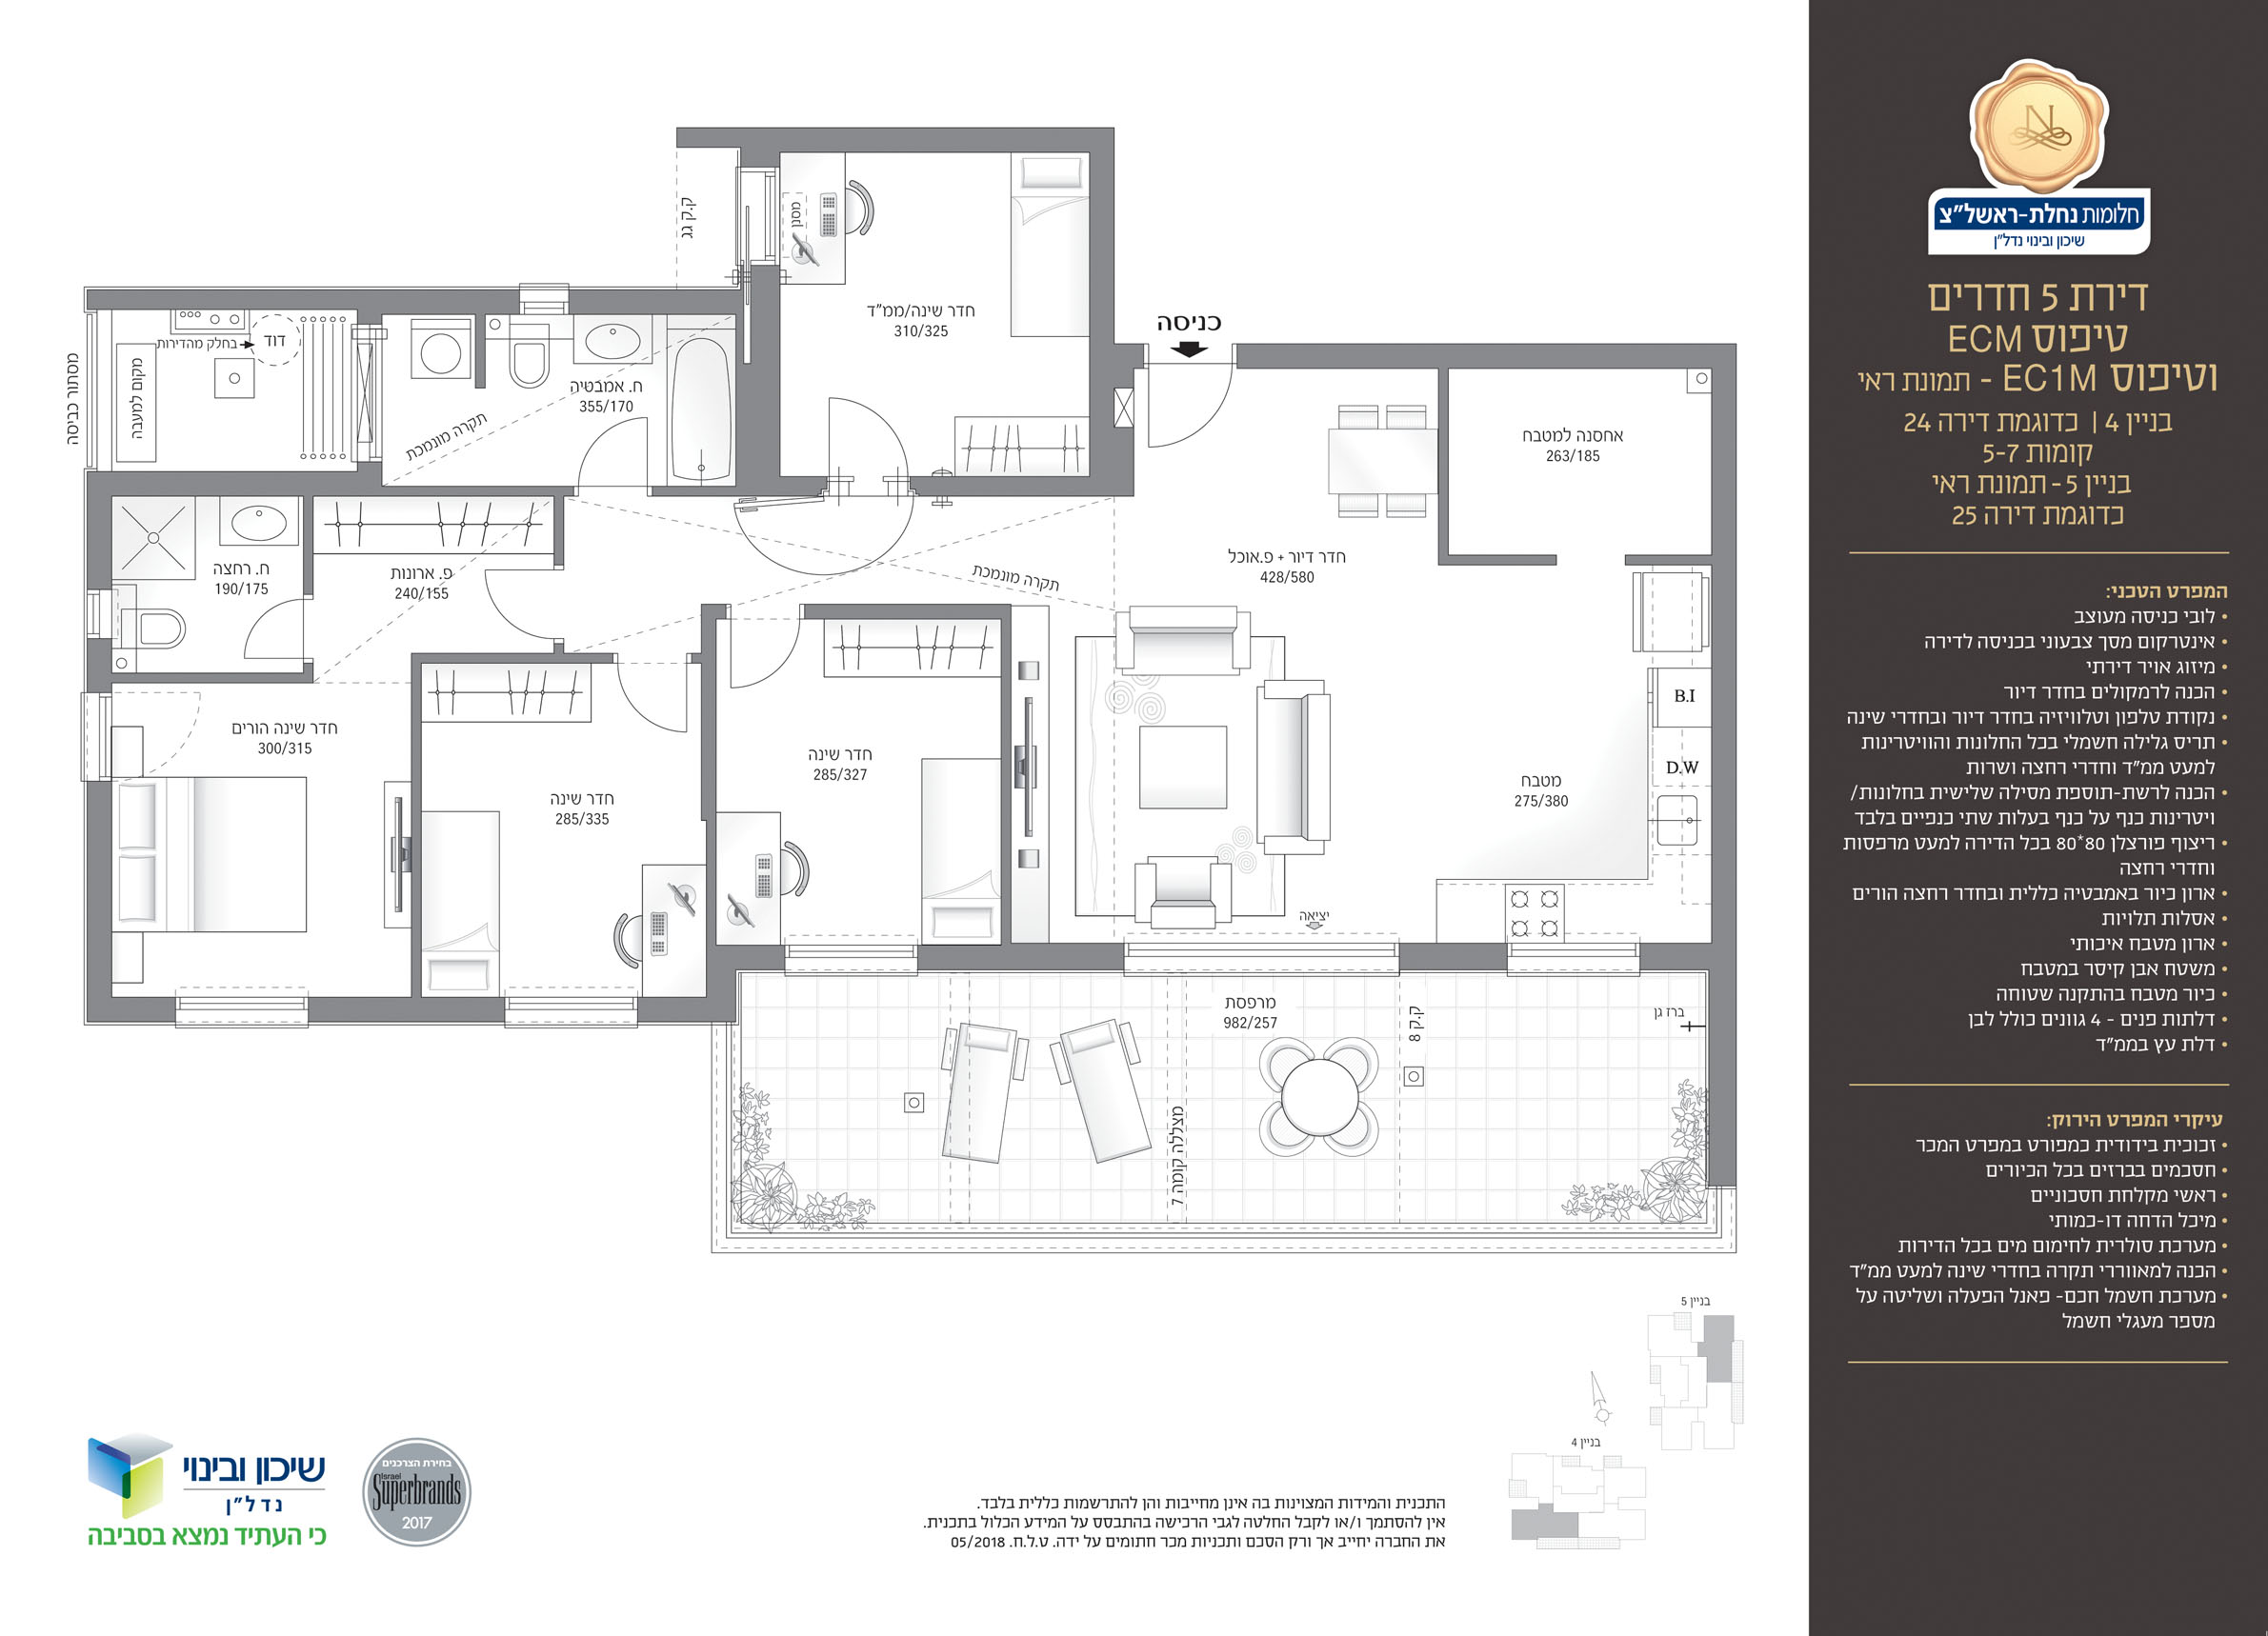 N
חלומות נחלת-ראשל"צ
שיכון ובינוי נדל"ן
דירת 5 חדרים
טיפוס ECM
וטיפוס EC1M - תמונת ראי
בניין 4 | כדוגמת דירה 24
קומות 5-7
בניין 5 - תמונת ראי
כדוגמת דירה 25
המפרט הטכני:
• לובי כניסה מעוצב
• אינטרקום מסך צבעוני בכניסה לדירה
• מיזוג אויר דירתי
• הכנה לרמקולים בחדר דיור
• נקודת טלפון וטלוויזיה בחדר דיור ובחדרי שינה
• תריס גלילה חשמלי בכל החלונות והוויטרינות
למעט ממ"ד וחדרי רחצה ושרות
• הכנה לרשת-תוספת מסילה שלישית בחלונות/
ויטרינות כנף על כנף בעלות שתי כנפיים בלבד
• ריצוף פורצלן 80*80 בכל הדירה למעט מרפסות
וחדרי רחצה
• ארון כיור באמבטיה כללית ובחדר רחצה הורים
• אסלות תלויות
• ארון מטבח איכותי
• משטח אבן קיסר במטבח
• כיור מטבח בהתקנה שטוחה
• דלתות פנים - 4 גוונים כולל לבן
• דלת עץ בממ"ד
עיקרי המפרט הירוק:
• זכוכית בידודית כמפורט במפרט המכר
• חסכמים בברזים בכל הכיורים
• ראשי מקלחת חסכוניים
• מיכל הדחה דו-כמותי
• מערכת סולרית לחימום מים בכל הדירות
• הכנה למאווררי תקרה בחדרי שינה למעט ממ"ד
• מערכת חשמל חכם- פאנל הפעלה ושליטה על
מספר מעגלי חשמל
ק.ק גג
מסנן
חדר שינה/ממ"ד
310/325
כניסה
מסתור כביסה
מקום למעבה
דוד
בחלק מהדירות
ח. אמבטיה
355/170
תקרה מונמכת
אחסנה למטבח
263/185
חדר דיור + פ.אוכל
428/580
תקרה מונמכת
פ. ארונות
240/155
ח. רחצה
190/175
חדר שינה הורים
300/315
חדר שינה
285/335
חדר שינה
285/327
מטבח
275/380
B.I
D.W
יציאה
מרפסת
982/257
ק.ק 8
ברז גן
מצללה קומה 7
בניין 5
בניין 4
התכנית והמידות המצוינות בה אינן מחייבות והן להתרשמות כללית בלבד.
אין להסתמך ו/או לקבל החלטה לגבי הרכישה בהתבסס על המידע הכלול בתכנית.
את החברה יחייב אך ורק הסכם ותכניות מכר חתומים על ידה. ט.ל.ח. 05/2018
בחירת הצרכנים
Israel
Superbrands
2017
שיכון ובינוי
נדל"ן
כי העתיד נמצא בסביבה